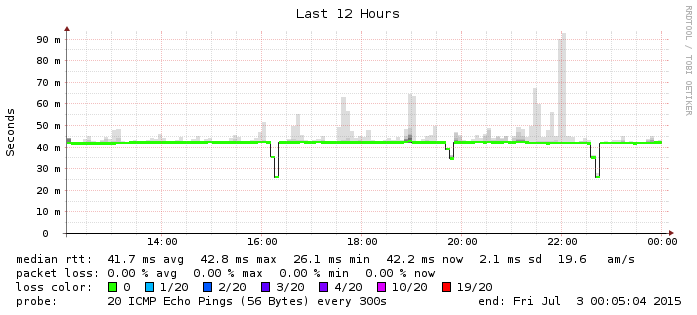 Last 12 Hours
RRDTOOL / TOBI OETIKER
Seconds
90 m
80 m
70 m
60 m
50 m
40 m
30 m
20 m
10 m
0
14:00 16:00 18:00 20:00 22:00 00:00
median rtt: 41.7 ms avg 42.8 ms max 26.1 ms min 42.2 ms now 2.1 ms sd 19.6 am/s
packet loss: 0.00 % avg 0.00 % max 0.00 % min 0.00 % now
loss color: 0 1/20 2/20 3/20 4/20 10/20 19/20
probe: 20 ICMP Echo Pings (56 Bytes) every 300s end: Fri Jul 3 00:05:04 2015